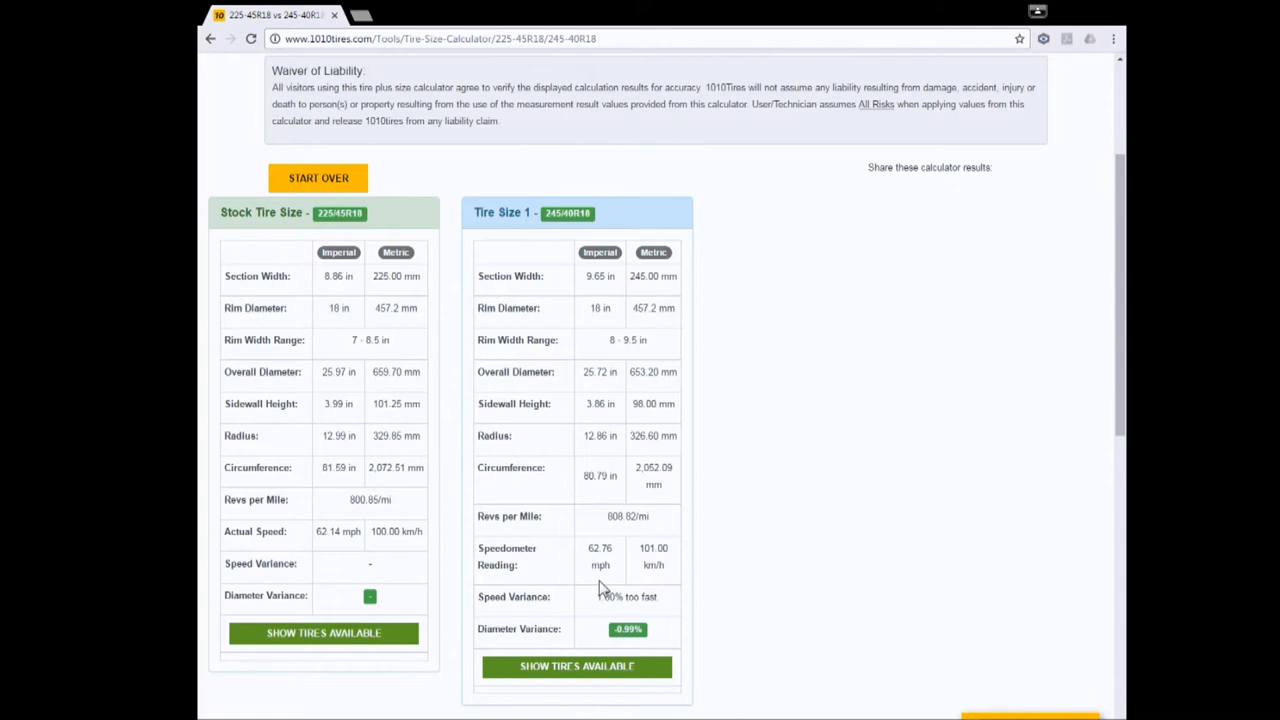 225-45R18 vs 245-40R18
www.1010tires.com/Tools/Tire-Size-Calculator/225-45R18/245-40R18
Waiver of Liability:
All visitors using this tire plus size calculator agree to verify the displayed calculation results for accuracy. 1010Tires will not assume any liability resulting from damage, accident, injury or
death to person(s) or property resulting from the use of the measurement result values provided from this calculator. User/Technician assumes All Risks when applying values from this
calculator and release 1010tires from any liability claim.
START OVER
Share these calculator results:
Stock Tire Size - 225/45R18
Imperial Metric
Section Width: 8.86 in 225.00 mm
Rim Diameter: 18 in 457.2 mm
Rim Width Range: 7 - 8.5 in
Overall Diameter: 25.97 in 659.70 mm
Sidewall Height: 3.99 in 101.25 mm
Radius: 12.99 in 329.85 mm
Circumference: 81.59 in 2,072.51 mm
Revs per Mile: 800.85/mi
Actual Speed: 62.14 mph 100.00 km/h
Speed Variance: -
Diameter Variance: -
SHOW TIRES AVAILABLE
Tire Size 1 - 245/40R18
Imperial Metric
Section Width: 9.65 in 245.00 mm
Rim Diameter: 18 in 457.2 mm
Rim Width Range: 8 - 9.5 in
Overall Diameter: 25.72 in 653.20 mm
Sidewall Height: 3.86 in 98.00 mm
Radius: 12.86 in 326.60 mm
Circumference: 80.79 in 2,052.09
mm
Revs per Mile: 808.82/mi
Speedometer 62.76 101.00
Reading: mph km/h
Speed Variance: 1.00% too fast
Diameter Variance: -0.99%
SHOW TIRES AVAILABLE